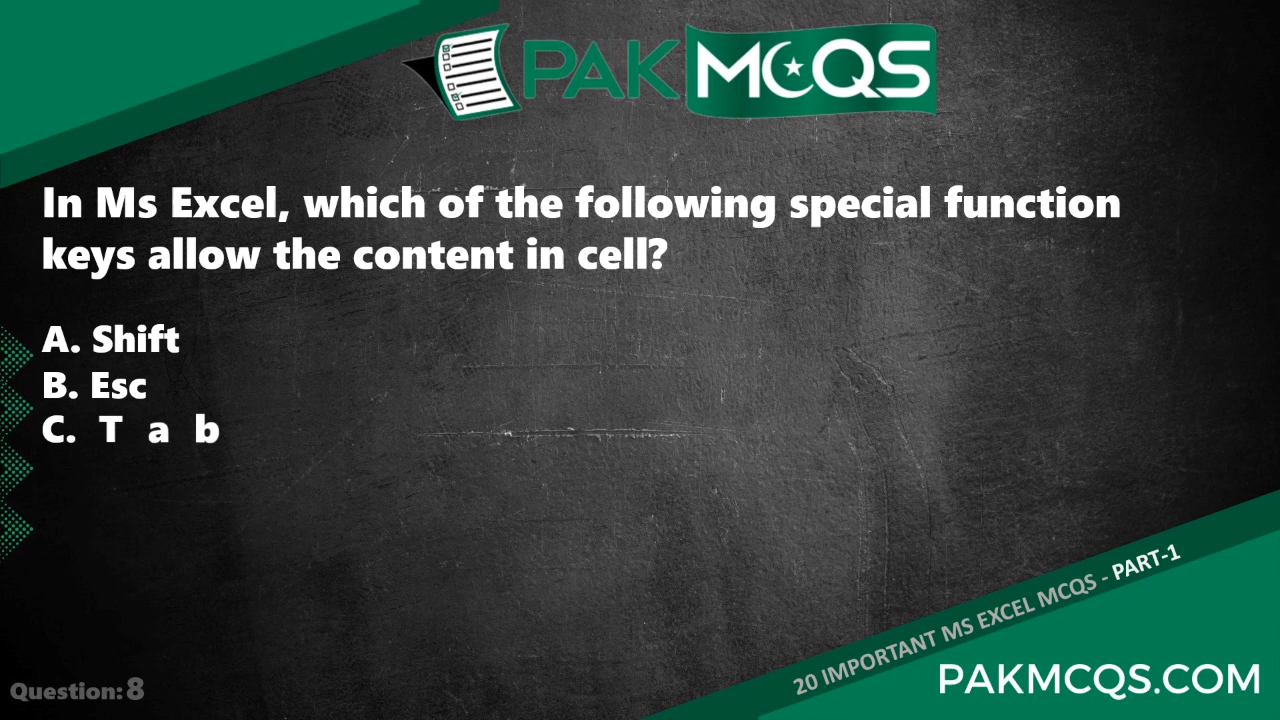 PAKMCQS
In Ms Excel, which of the following special function
keys allow the content in cell?
A. Shift
B. Esc
C. T a b
20 IMPORTANT MS EXCEL MCQS - PART-1
PAKMCQS.COM
Question: 8